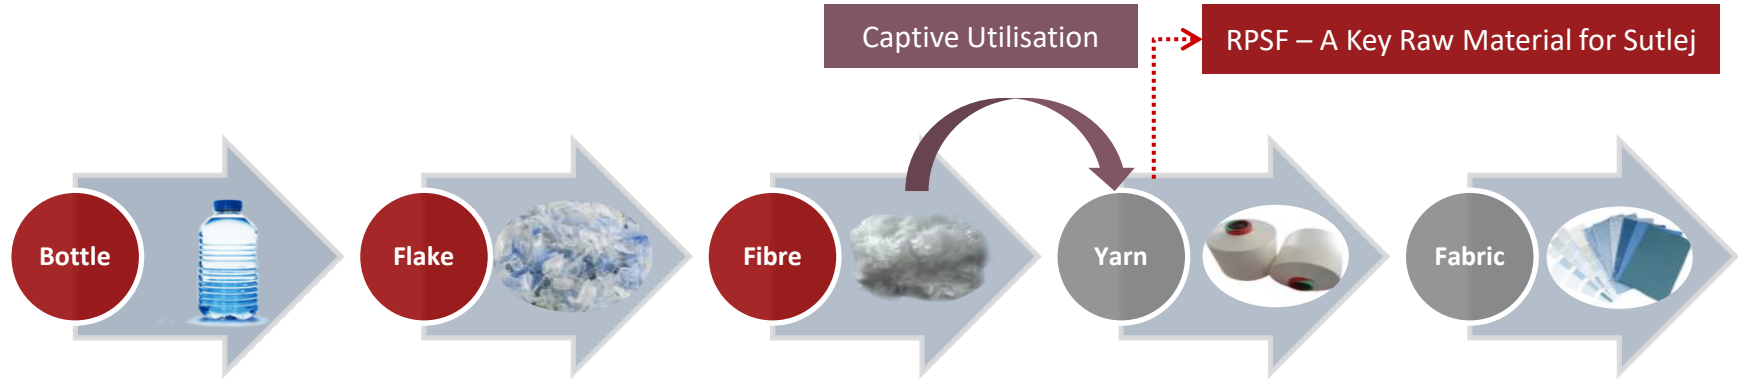 Captive Utilisation
RPSF – A Key Raw Material for Sutlej
Bottle
Flake
Fibre
Yarn
Fabric